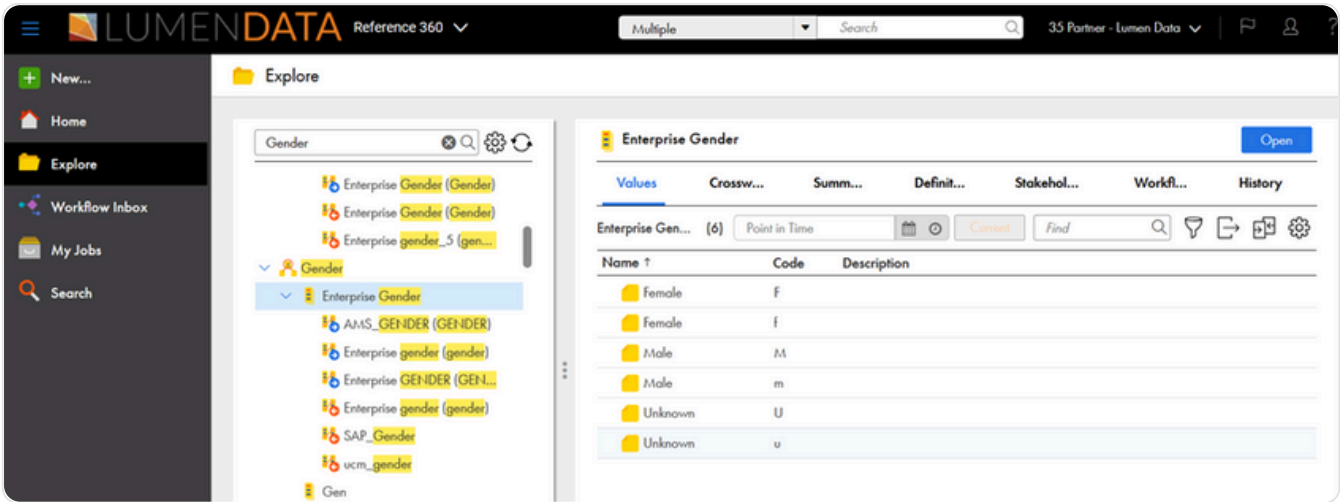 LUMENDATA Reference 360 Multiple Search 35 Partner - Lumen Data ?
New...
Home
Explore
Workflow Inbox
My Jobs
Search
Explore
Gender
Enterprise Gender (Gender)
Enterprise Gender (Gender)
Enterprise gender_5 (gen...
Gender
Enterprise Gender
AMS_GENDER (GENDER)
Enterprise gender (gender)
Enterprise GENDER (GEN...
Enterprise gender (gender)
SAP_Gender
ucm_gender
Gen
Enterprise Gender Open
Values Crossw... Summ... Definit... Stakehol... Workfl... History
Enterprise Gen... (6) Point in Time Current Find
Name ↑ Code Description
Female F
Female f
Male M
Male m
Unknown U
Unknown u